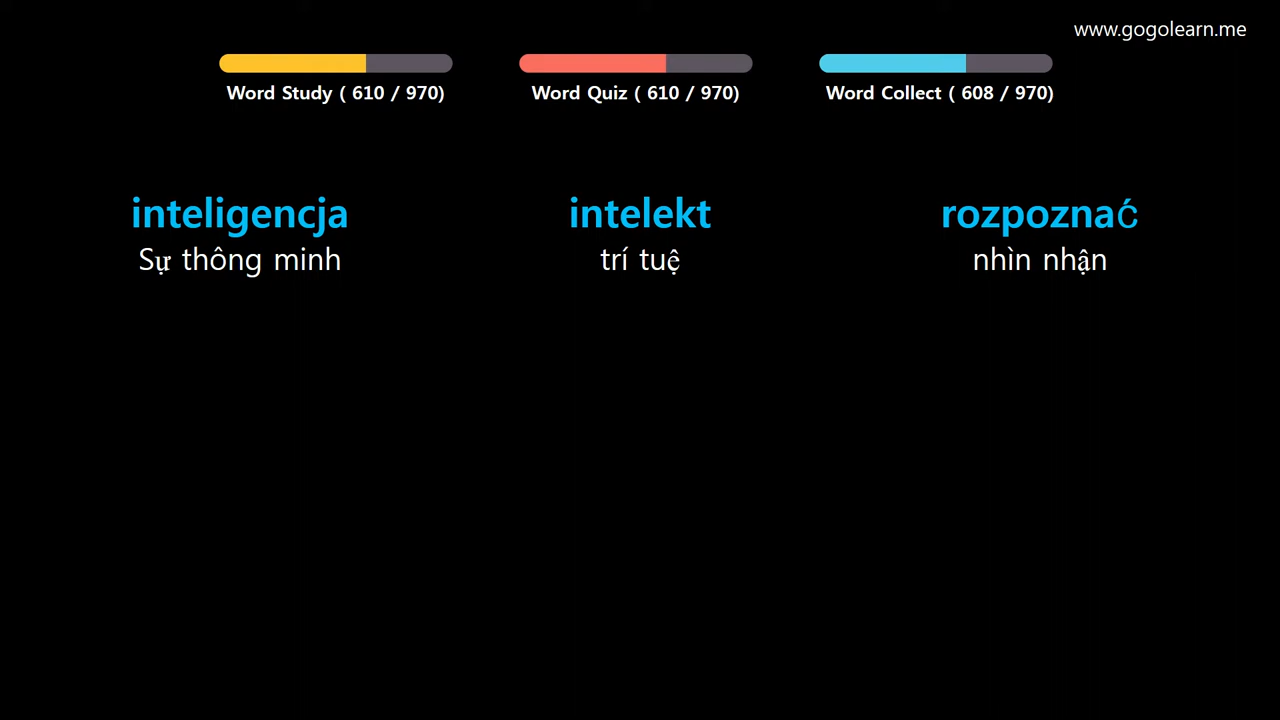 www.gogolearn.me
Word Study ( 610 / 970)
Word Quiz ( 610 / 970)
Word Collect ( 608 / 970)
inteligencja
Sự thông minh
intelekt
trí tuệ
rozpoznać
nhìn nhận